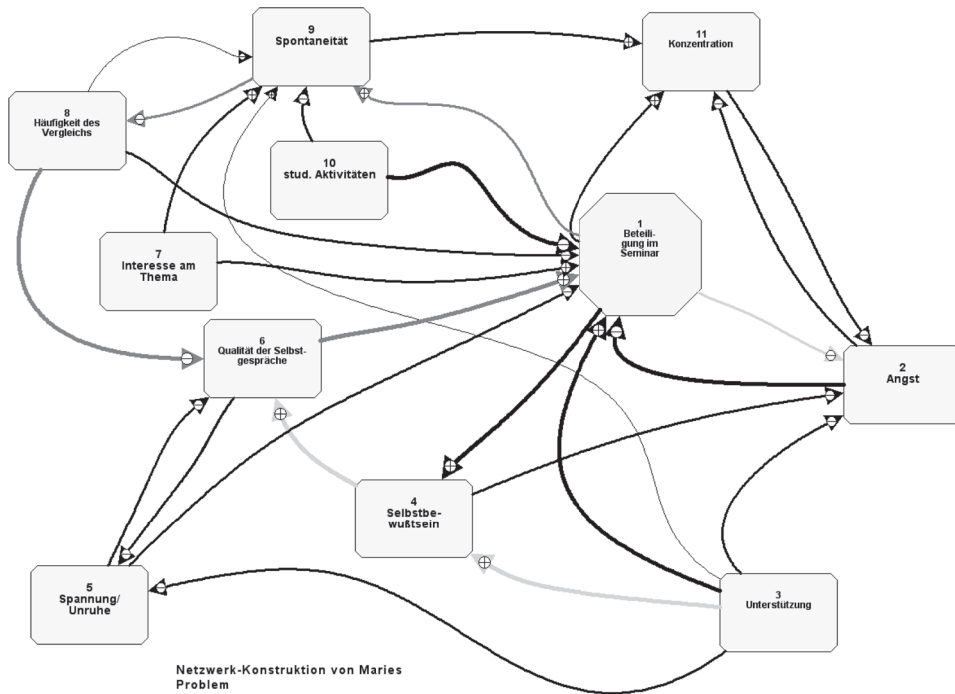 9
Spontaneität
11
Konzentration
8
Häufigkeit des
Vergleichs
10
stud. Aktivitäten
1
Beteili-
gung im
Seminar
7
Interesse am
Thema
6
Qualität der Selbst-
gespräche
2
Angst
4
Selbstbe-
wußtsein
5
Spannung/
Unruhe
3
Unterstützung
Netzwerk-Konstruktion von Maries
Problem